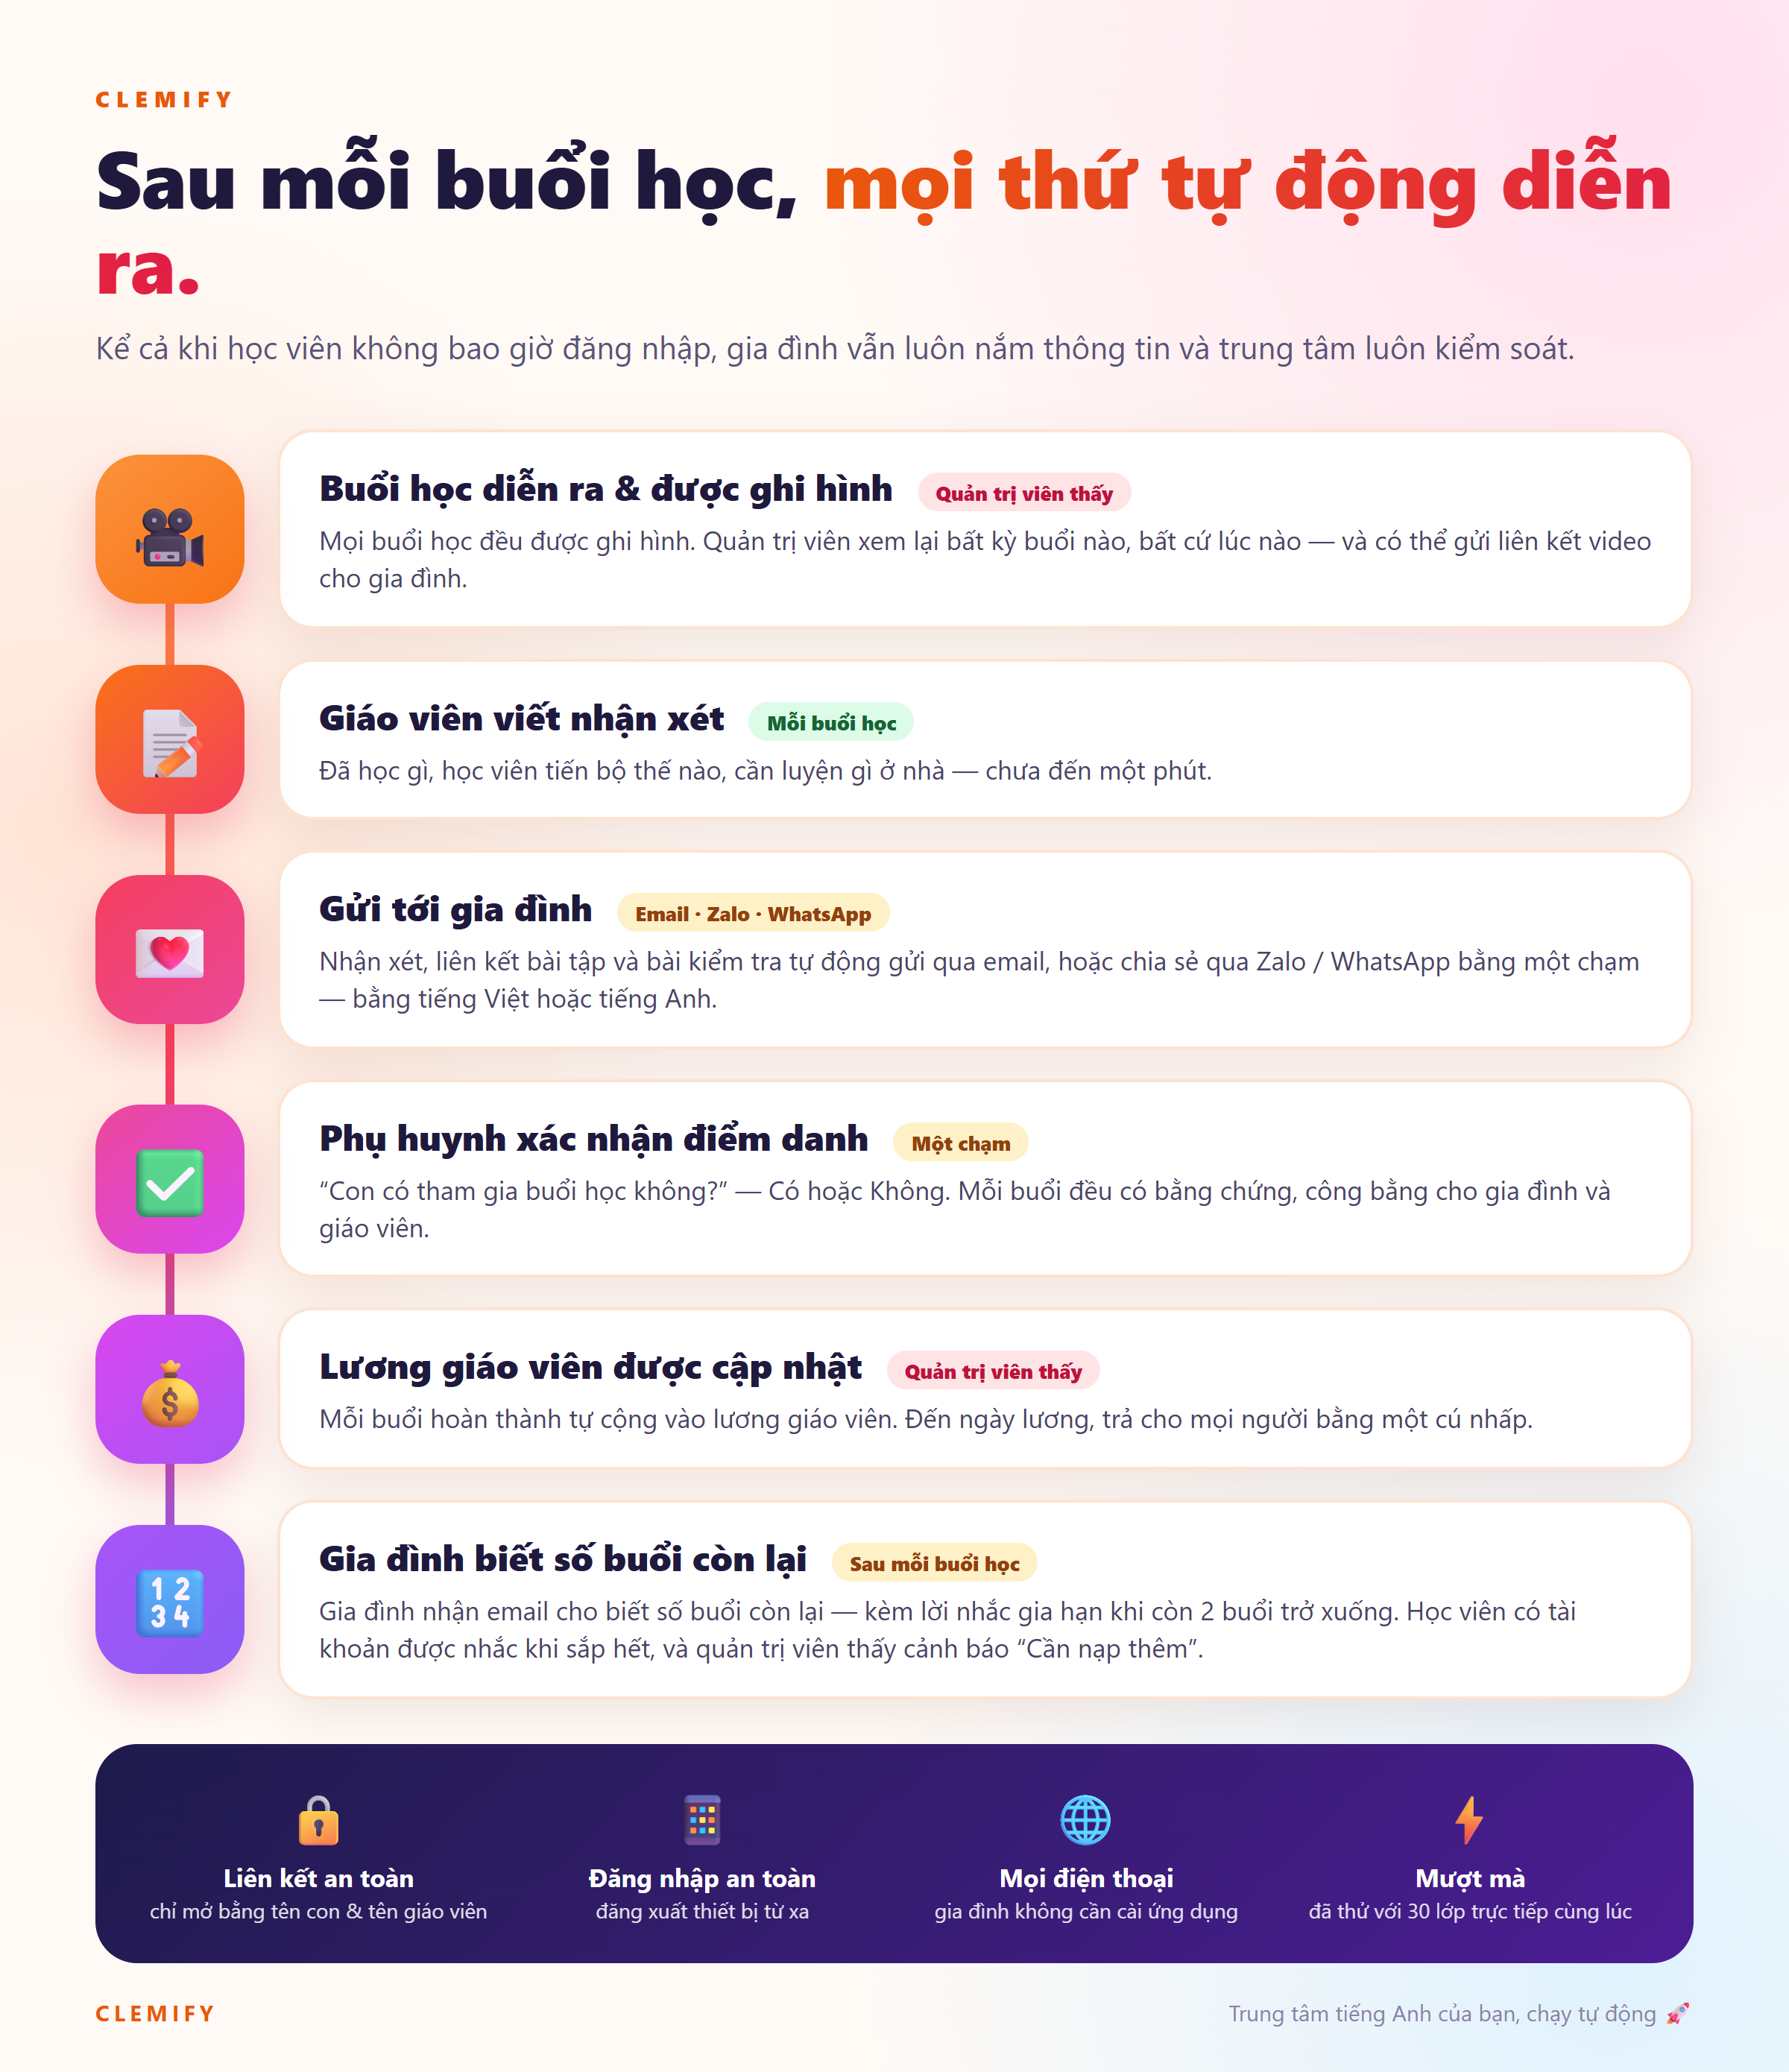 CLEMIFY
Sau mỗi buổi học, mọi thứ tự động diễn
ra.
Kể cả khi học viên không bao giờ đăng nhập, gia đình vẫn luôn nắm thông tin và trung tâm luôn kiểm soát.
Buổi học diễn ra & được ghi hình Quản trị viên thấy
Mọi buổi học đều được ghi hình. Quản trị viên xem lại bất kỳ buổi nào, bất cứ lúc nào — và có thể gửi liên kết video
cho gia đình.
Giáo viên viết nhận xét Mỗi buổi học
Đã học gì, học viên tiến bộ thế nào, cần luyện gì ở nhà — chưa đến một phút.
Gửi tới gia đình Email · Zalo · WhatsApp
Nhận xét, liên kết bài tập và bài kiểm tra tự động gửi qua email, hoặc chia sẻ qua Zalo / WhatsApp bằng một chạm
— bằng tiếng Việt hoặc tiếng Anh.
Phụ huynh xác nhận điểm danh Một chạm
“Con có tham gia buổi học không?” — Có hoặc Không. Mỗi buổi đều có bằng chứng, công bằng cho gia đình và
giáo viên.
Lương giáo viên được cập nhật Quản trị viên thấy
Mỗi buổi hoàn thành tự cộng vào lương giáo viên. Đến ngày lương, trả cho mọi người bằng một cú nhấp.
1 2
3 4
Gia đình biết số buổi còn lại Sau mỗi buổi học
Gia đình nhận email cho biết số buổi còn lại — kèm lời nhắc gia hạn khi còn 2 buổi trở xuống. Học viên có tài
khoản được nhắc khi sắp hết, và quản trị viên thấy cảnh báo “Cần nạp thêm”.
Liên kết an toàn Đăng nhập an toàn Mọi điện thoại Mượt mà
chỉ mở bằng tên con & tên giáo viên đăng xuất thiết bị từ xa gia đình không cần cài ứng dụng đã thử với 30 lớp trực tiếp cùng lúc
CLEMIFY Trung tâm tiếng Anh của bạn, chạy tự động 🚀